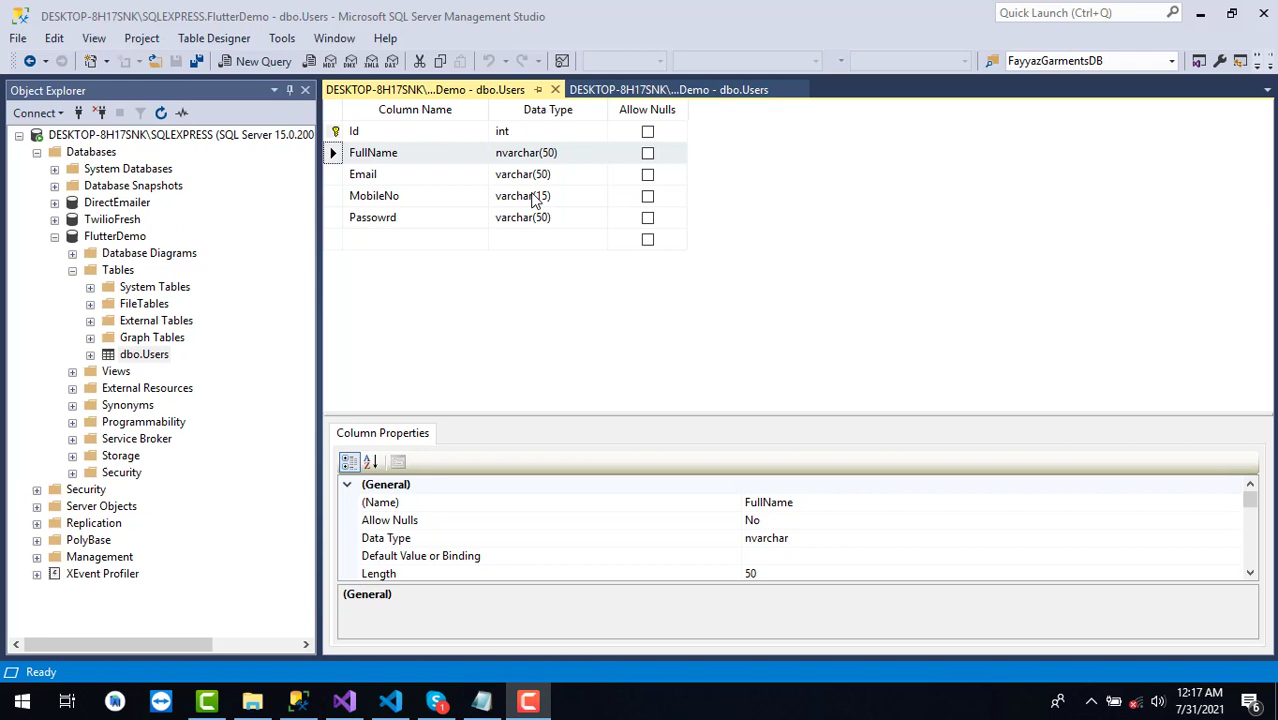 DESKTOP-8H17SNK\SQLEXPRESS.FlutterDemo - dbo.Users - Microsoft SQL Server Management Studio
Quick Launch (Ctrl+Q)
File Edit View Project Table Designer Tools Window Help
New Query
FayyazGarmentsDB
Object Explorer
DESKTOP-8H17SNK\...Demo - dbo.Users
DESKTOP-8H17SNK\...Demo - dbo.Users
Connect
DESKTOP-8H17SNK\SQLEXPRESS (SQL Server 15.0.200
Databases
System Databases
Database Snapshots
DirectEmailer
TwilioFresh
FlutterDemo
Database Diagrams
Tables
System Tables
FileTables
External Tables
Graph Tables
dbo.Users
Views
External Resources
Synonyms
Programmability
Service Broker
Storage
Security
Security
Server Objects
Replication
PolyBase
Management
XEvent Profiler
Column Name Data Type Allow Nulls
Id int
FullName nvarchar(50)
Email varchar(50)
MobileNo varchar(15)
Passowrd varchar(50)
Column Properties
(General)
(Name) FullName
Allow Nulls No
Data Type nvarchar
Default Value or Binding
Length 50
(General)
Ready
12:17 AM
7/31/2021